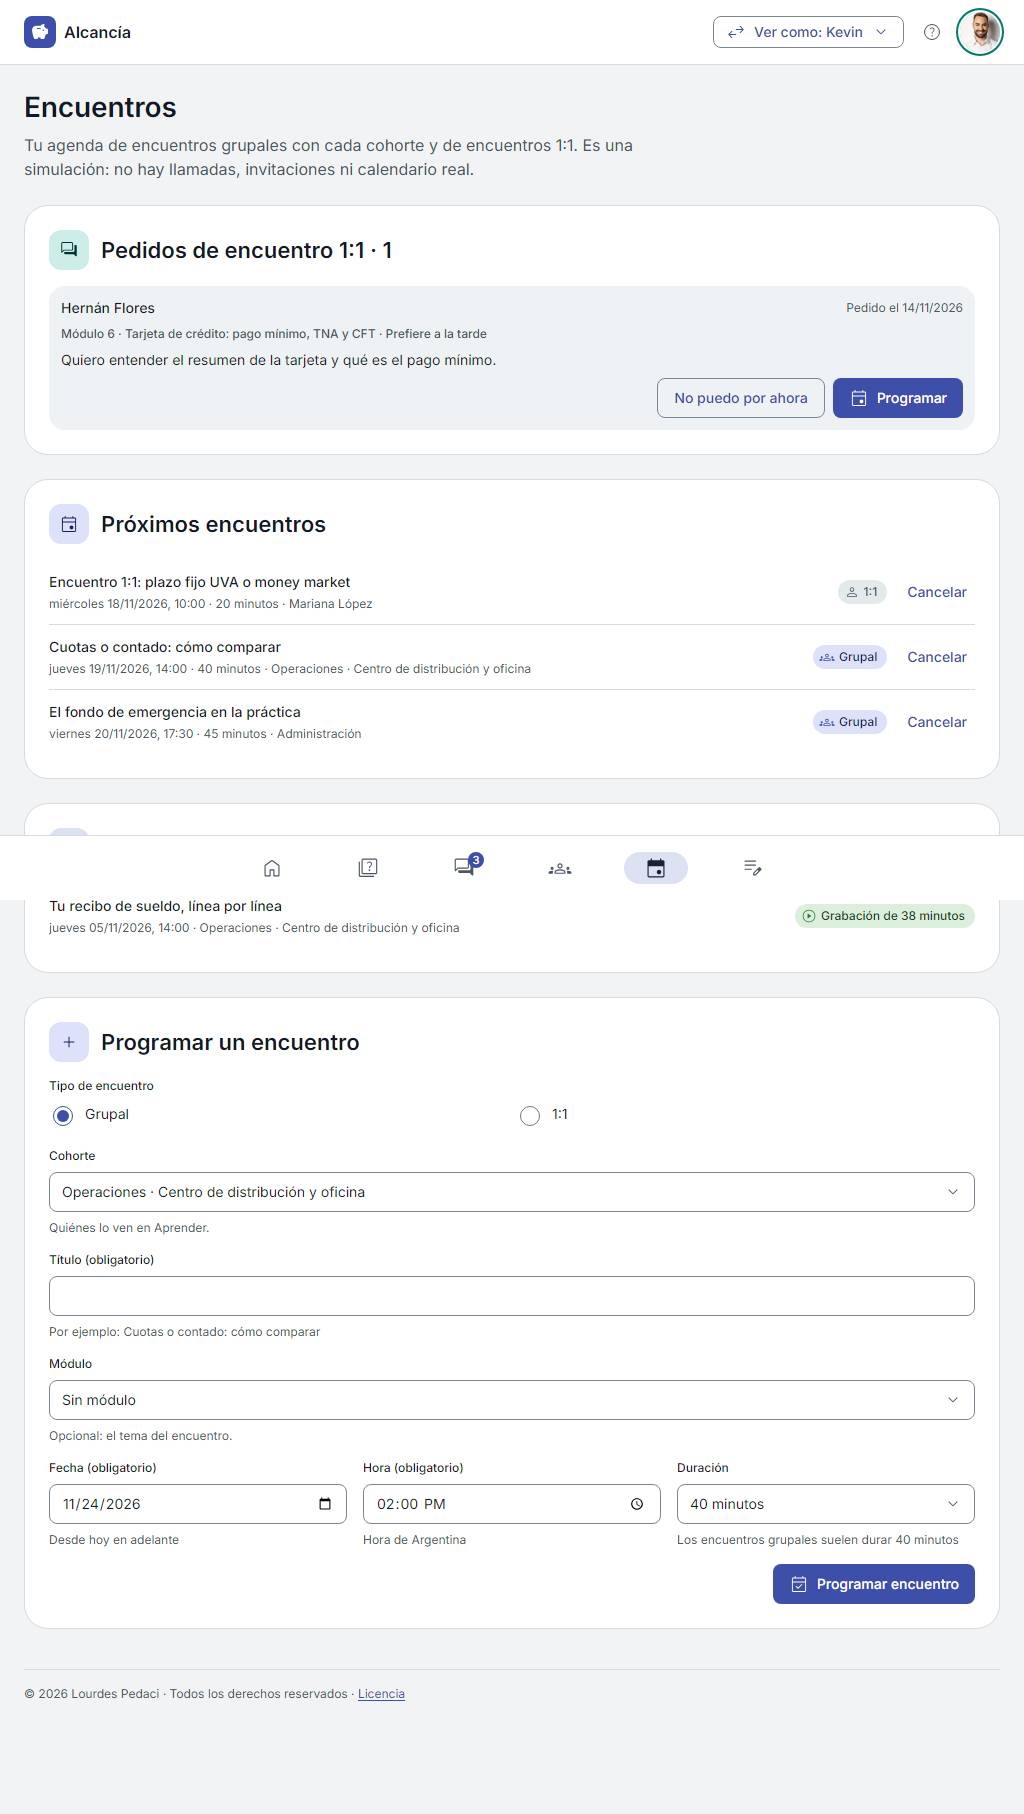 Alcancía
Ver como: Kevin
Encuentros
Tu agenda de encuentros grupales con cada cohorte y de encuentros 1:1. Es una
simulación: no hay llamadas, invitaciones ni calendario real.
Pedidos de encuentro 1:1 · 1
Hernán Flores
Pedido el 14/11/2026
Módulo 6 · Tarjeta de crédito: pago mínimo, TNA y CFT · Prefiere a la tarde
Quiero entender el resumen de la tarjeta y qué es el pago mínimo.
No puedo por ahora
Programar
Próximos encuentros
Encuentro 1:1: plazo fijo UVA o money market
miércoles 18/11/2026, 10:00 · 20 minutos · Mariana López
1:1
Cancelar
Cuotas o contado: cómo comparar
jueves 19/11/2026, 14:00 · 40 minutos · Operaciones · Centro de distribución y oficina
Grupal
Cancelar
El fondo de emergencia en la práctica
viernes 20/11/2026, 17:30 · 45 minutos · Administración
Grupal
Cancelar
3
Tu recibo de sueldo, línea por línea
jueves 05/11/2026, 14:00 · Operaciones · Centro de distribución y oficina
Grabación de 38 minutos
Programar un encuentro
Tipo de encuentro
Grupal
1:1
Cohorte
Operaciones · Centro de distribución y oficina
Quiénes lo ven en Aprender.
Título (obligatorio)
Por ejemplo: Cuotas o contado: cómo comparar
Módulo
Sin módulo
Opcional: el tema del encuentro.
Fecha (obligatorio)
11/24/2026
Desde hoy en adelante
Hora (obligatorio)
02:00 PM
Hora de Argentina
Duración
40 minutos
Los encuentros grupales suelen durar 40 minutos
Programar encuentro
© 2026 Lourdes Pedaci · Todos los derechos reservados · Licencia